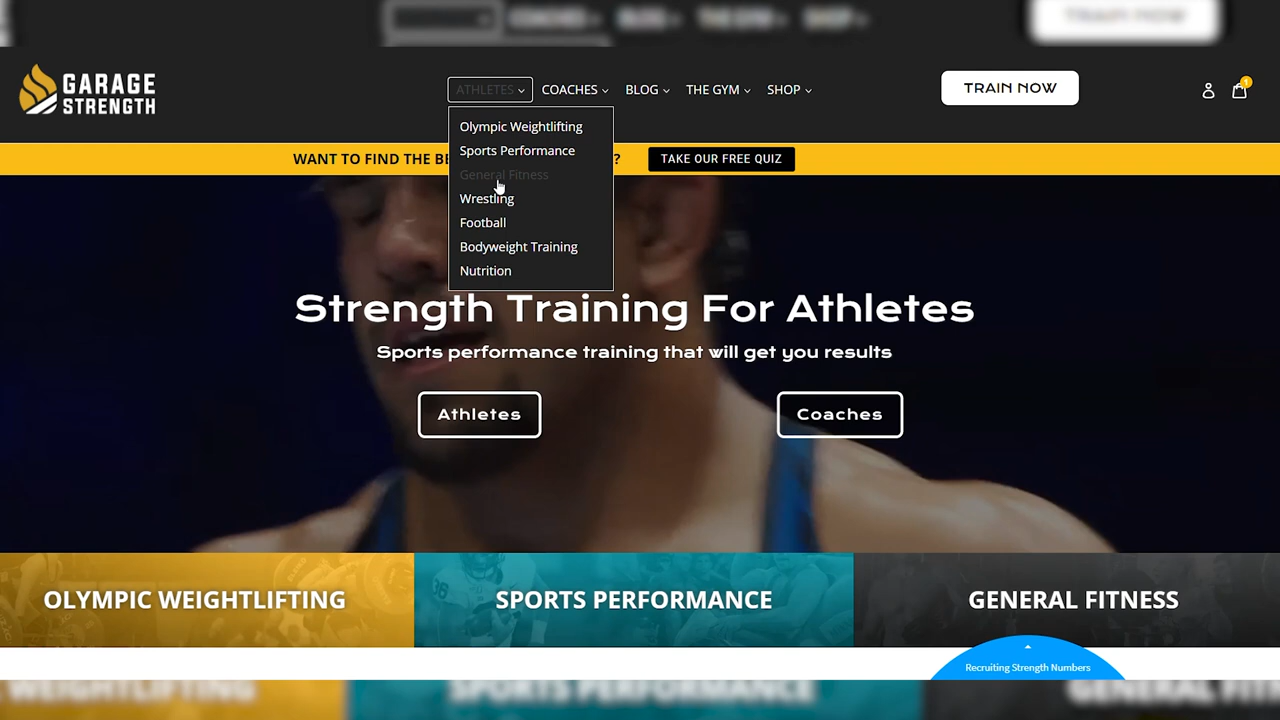 COACHES BLOG THE GYM SHOP
TRAIN NOW
GARAGE
STRENGTH
ATHLETES COACHES BLOG THE GYM SHOP
TRAIN NOW
1
Olympic Weightlifting
Sports Performance
General Fitness
Wrestling
Football
Bodyweight Training
Nutrition
WANT TO FIND THE ?
TAKE OUR FREE QUIZ
Strength Training For Athletes
Sports performance training that will get you results
Athletes
Coaches
OLYMPIC WEIGHTLIFTING
SPORTS PERFORMANCE
GENERAL FITNESS
Recruiting Strength Numbers
WEIGHTLIFTING
SPORTS PERFORMANCE
GENERAL FIT